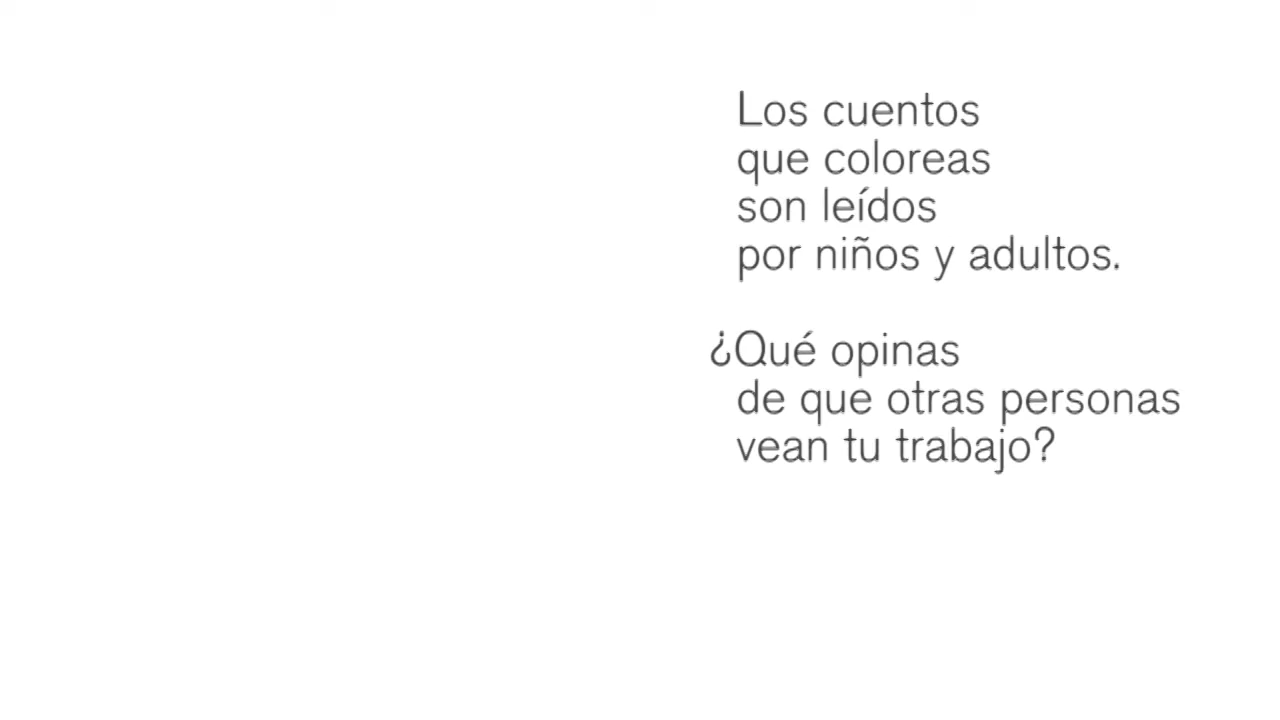 Los cuentos
que coloreas
son leídos
por niños y adultos.
¿Qué opinas
de que otras personas
vean tu trabajo?